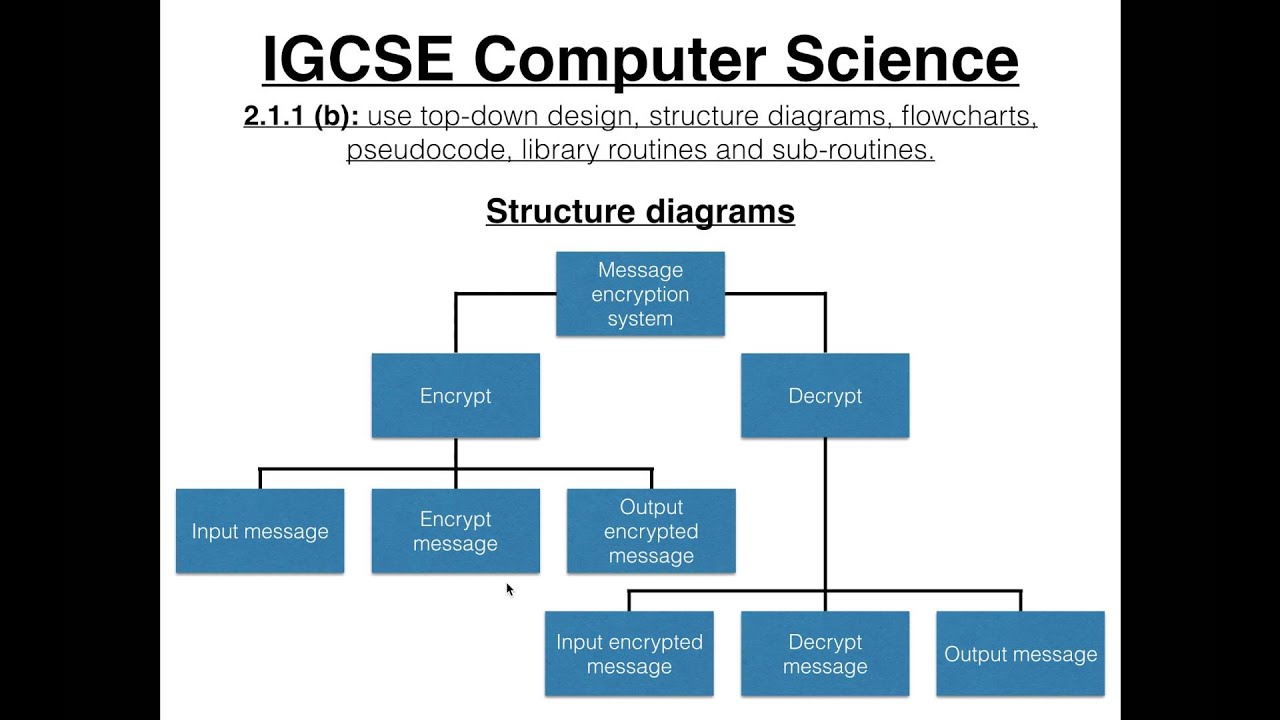 IGCSE Computer Science
2.1.1 (b): use top-down design, structure diagrams, flowcharts,
pseudocode, library routines and sub-routines.
Structure diagrams
Message
encryption
system
Encrypt
Decrypt
Input message
Encrypt
message
Output
encrypted
message
Input encrypted
message
Decrypt
message
Output message